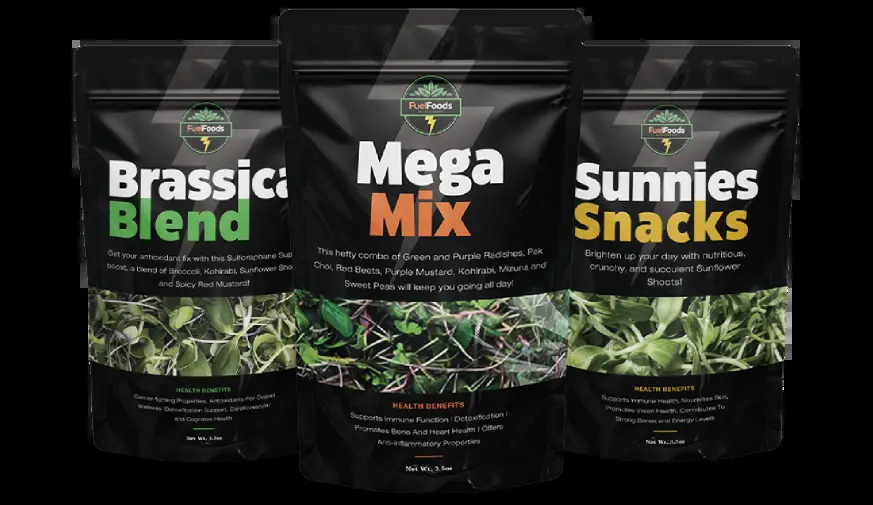 FuelFoods
Brassica
Blend
Get your antioxidant fix with this Sulforaphane Sup
boost, a blend of Broccoli, Kohlrabi, Sunflower Sho
and Spicy Red Mustard!
HEALTH BENEFITS
Cancer-fighting Properties, Antioxidants For Overall
Wellness, Detoxification Support, Cardiovascular
and Cognitive Health
Net Wt. 3.5oz
FuelFoods
Mega
Mix
This hefty combo of Green and Purple Radishes, Pak
Choi, Red Beets, Purple Mustard, Kohlrabi, Mizuna and
Sweet Peas will keep you going all day!
HEALTH BENEFITS
Supports Immune Function | Detoxification |
Promotes Bone And Heart Health | Offers
Anti-inflammatory Properties
Net Wt. 3.5oz
FuelFoods
Sunnies
Snacks
Brighten up your day with nutritious,
crunchy, and succulent Sunflower
Shoots!
HEALTH BENEFITS
Supports Immune Health, Nourishes Skin,
Promotes Vision Health, Contributes To
Strong Bones and Energy Levels
Net Wt. 3.5oz